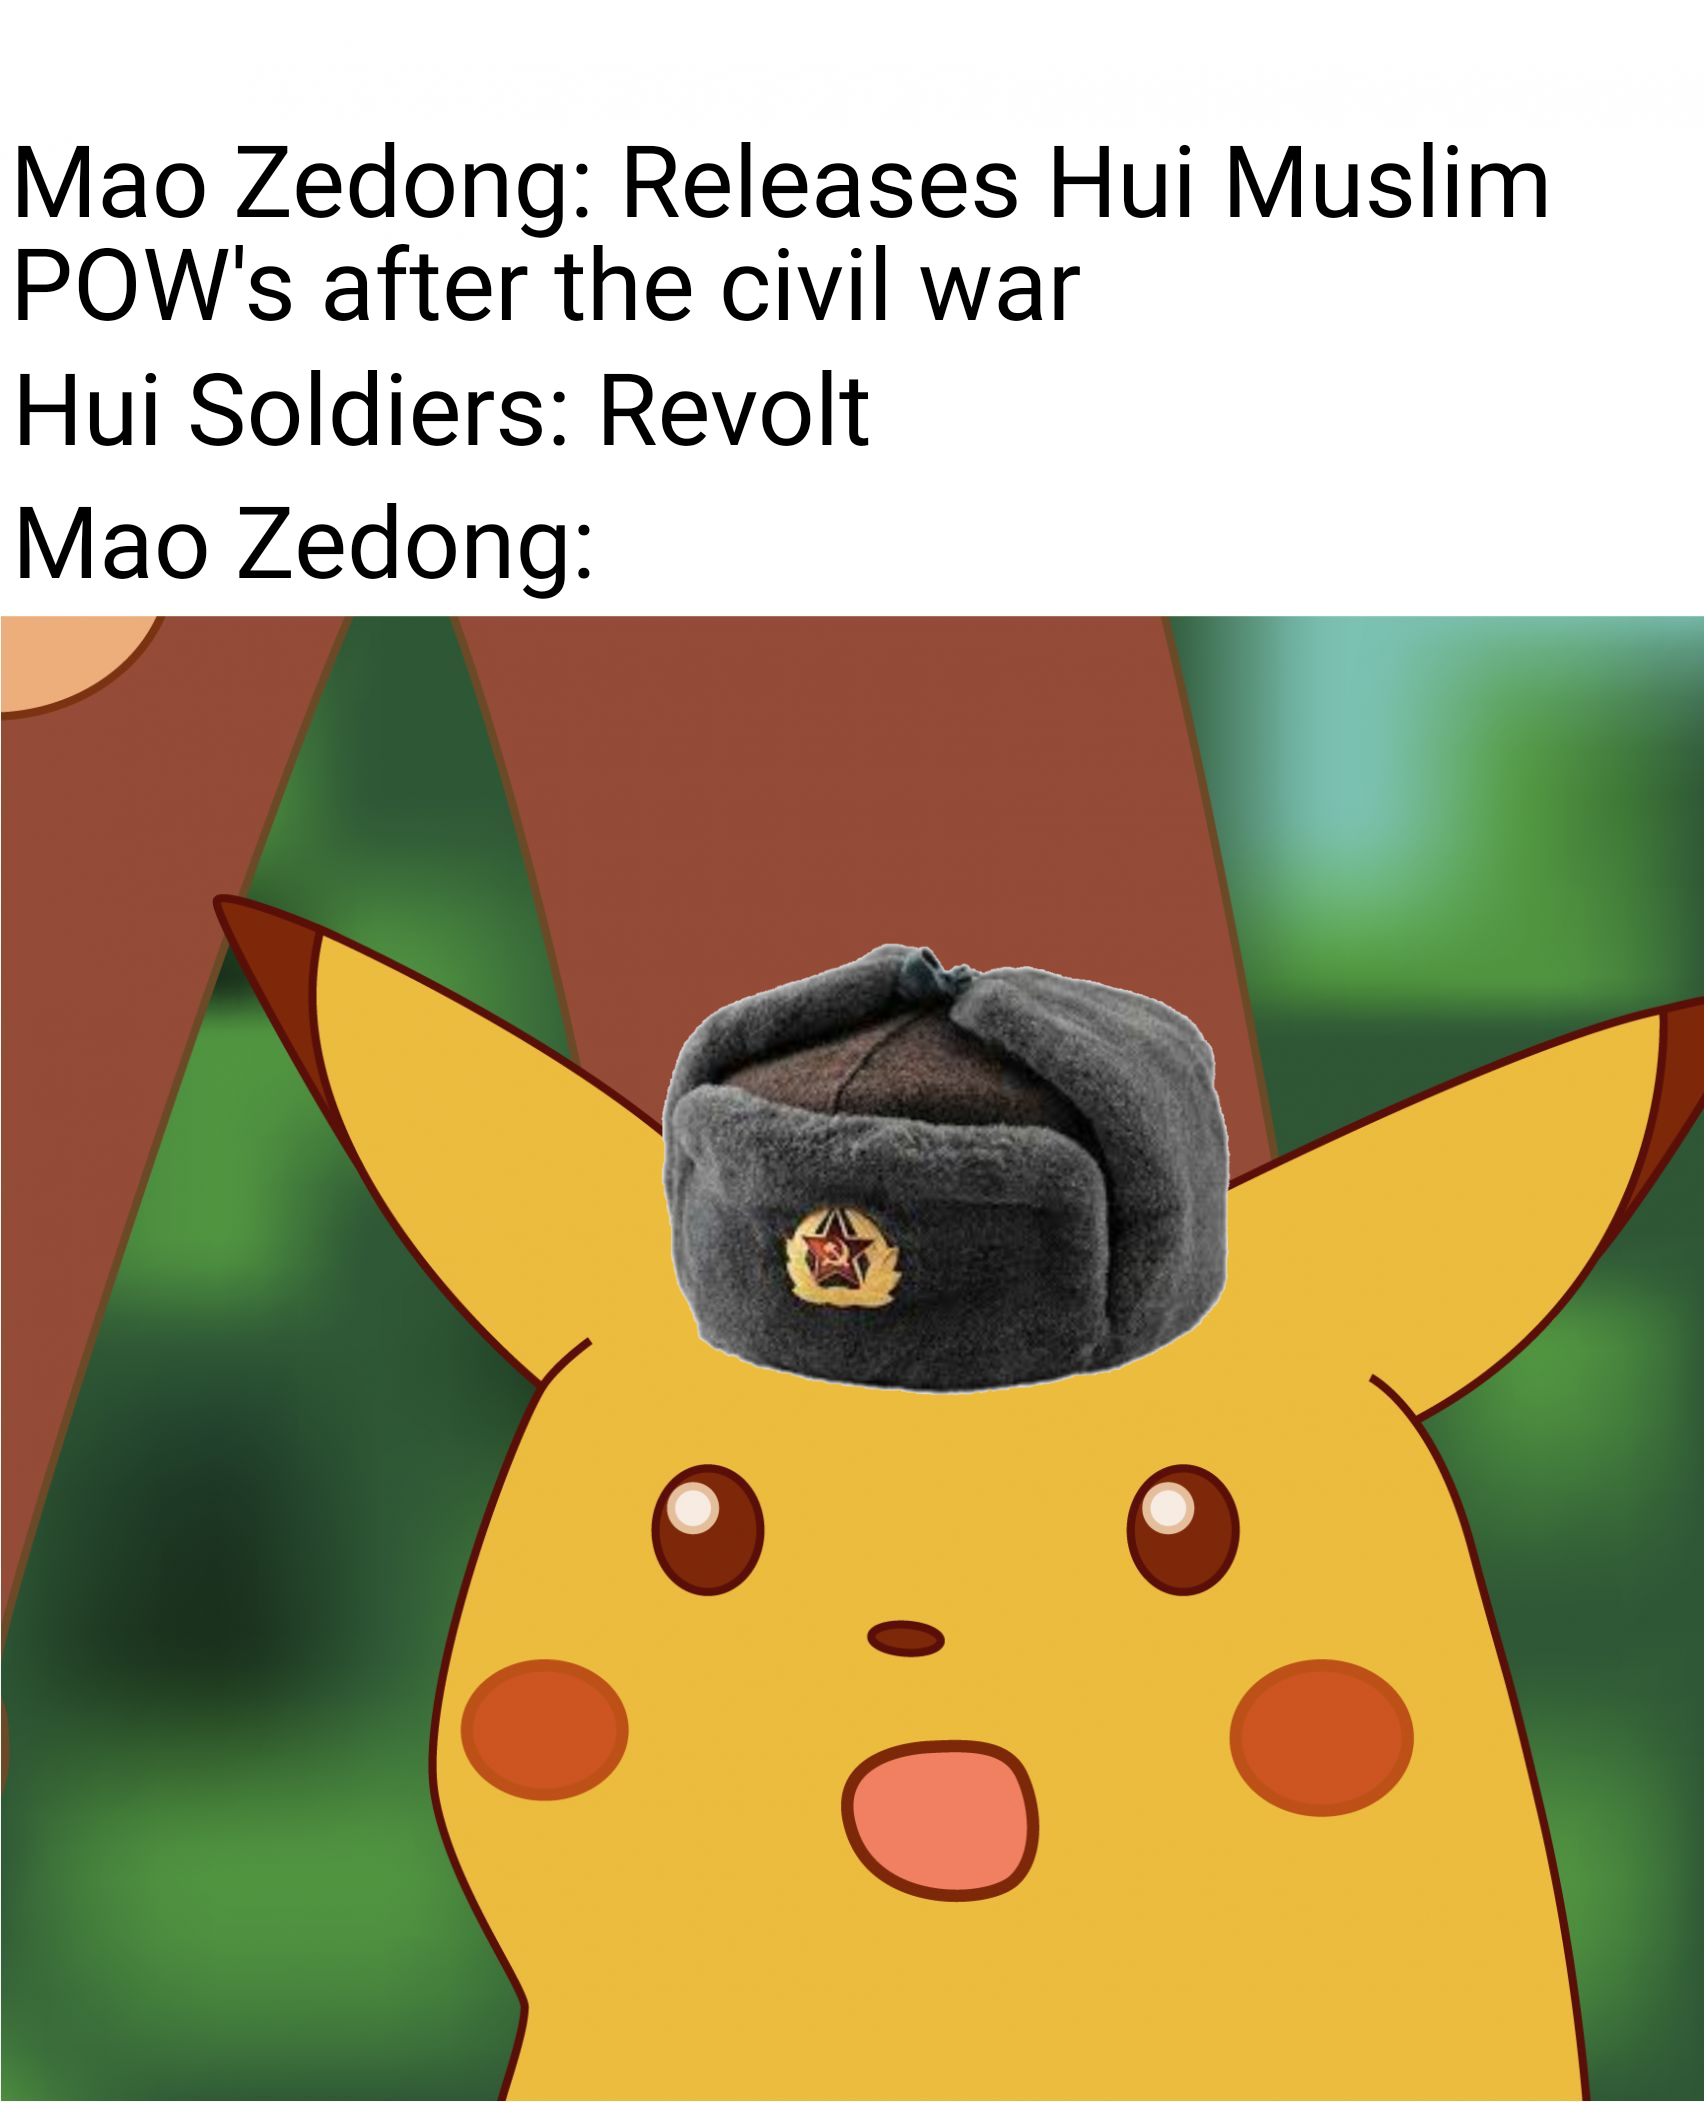 Mao Zedong: Releases Hui Muslim
POW's after the civil war
Hui Soldiers: Revolt
Mao Zedong: